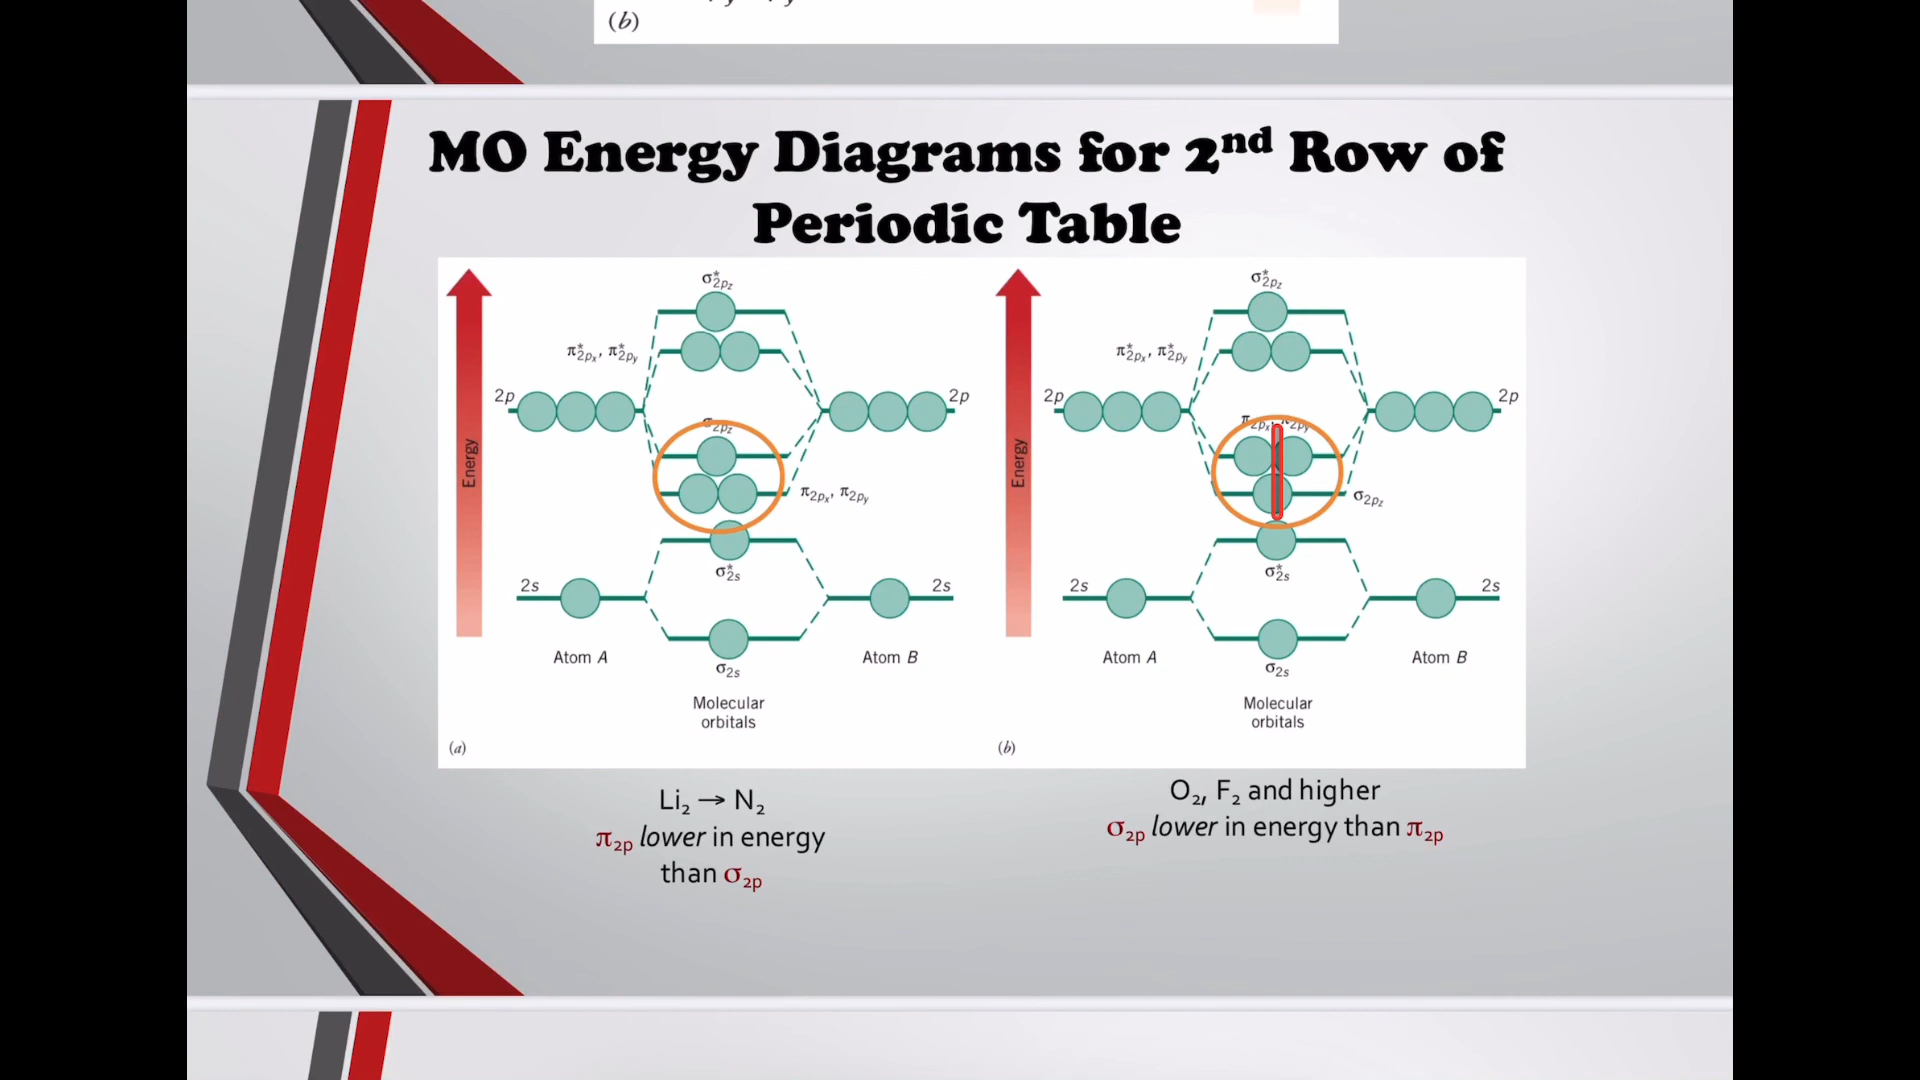 (b)
MO Energy Diagrams for 2nd Row of
Periodic Table
Energy
σ*2pz
π*2px, π*2py
2p
2p
σ2pz
π2px, π2py
σ*2s
2s
2s
Atom A
Atom B
σ2s
Molecular
orbitals
(a)
Energy
σ*2pz
π*2px, π*2py
2p
2p
π2px, π2py
σ2pz
σ*2s
2s
2s
Atom A
Atom B
σ2s
Molecular
orbitals
(b)
Li2 → N2
π2p lower in energy
than σ2p
O2, F2 and higher
σ2p lower in energy than π2p